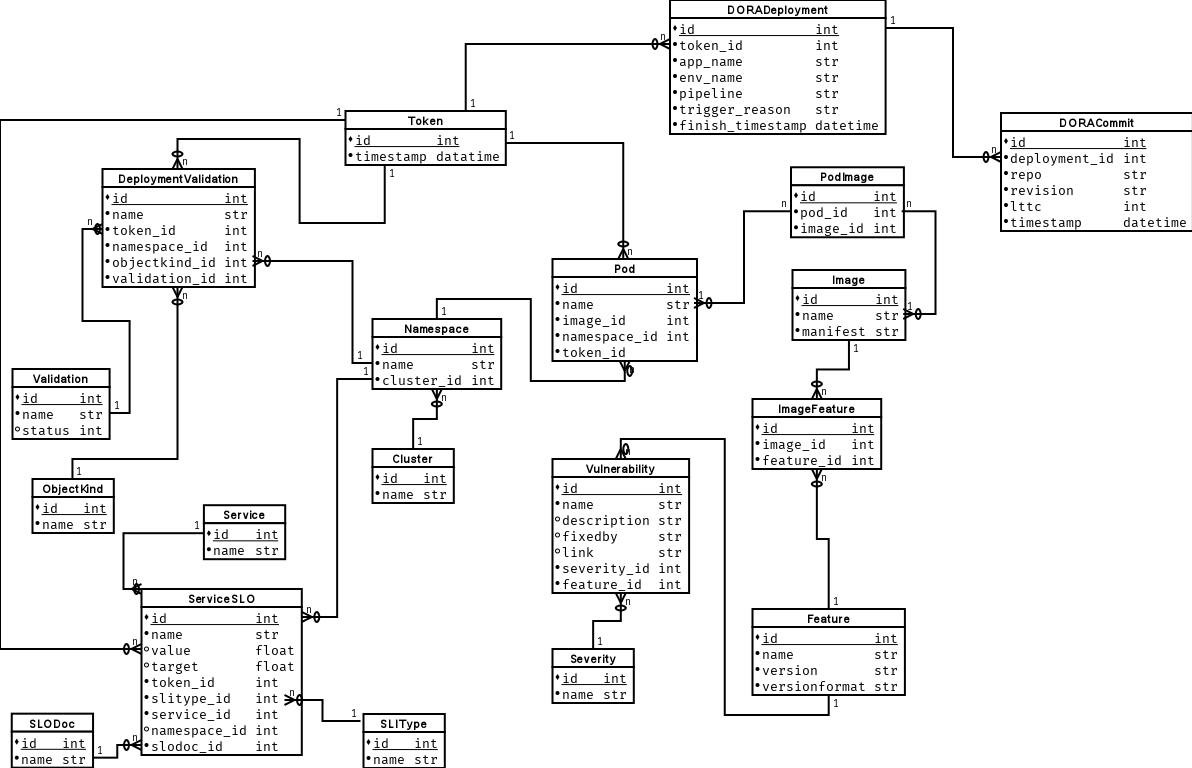 DORADeployment
id int
token_id int
app_name str
env_name str
pipeline str
trigger_reason str
finish_timestamp datetime
1
n
1
Token
id int
timestamp datatime
1
1
1
DORACommit
id int
deployment_id int
repo str
revision str
lttc int
timestamp datetime
n
DeploymentValidation
id int
name str
token_id int
namespace_id int
objectkind_id int
validation_id int
n
n
n
n
PodImage
id int
pod_id int
image_id int
n
n
Pod
id int
name str
image_id int
namespace_id int
token_id
n
1
n
Image
id int
name str
manifest str
1
1
Namespace
id int
name str
cluster_id int
1
1
1
n
Validation
id int
name str
status int
1
ImageFeature
id int
image_id int
feature_id int
n
n
Cluster
id int
name str
1
Vulnerability
id int
name str
description str
fixedby str
link str
severity_id int
feature_id int
n
n
ObjectKind
id int
name str
1
Service
id int
name str
1
ServiceSLO
id int
name str
value float
target float
token_id int
slitype_id int
service_id int
namespace_id int
slodoc_id int
n
n
n
n
n
Feature
id int
name str
version str
versionformat str
1
1
Severity
id int
name str
1
SLODoc
id int
name str
1
SLIType
id int
name str
1